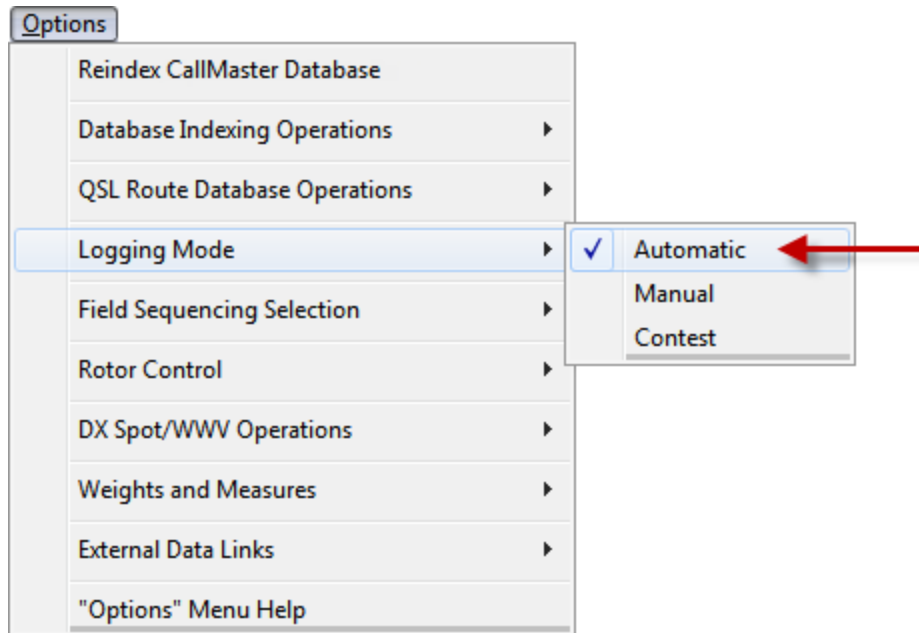 Options
Reindex CallMaster Database
Database Indexing Operations
QSL Route Database Operations
Logging Mode
Automatic
Manual
Contest
Field Sequencing Selection
Rotor Control
DX Spot/WWV Operations
Weights and Measures
External Data Links
"Options" Menu Help